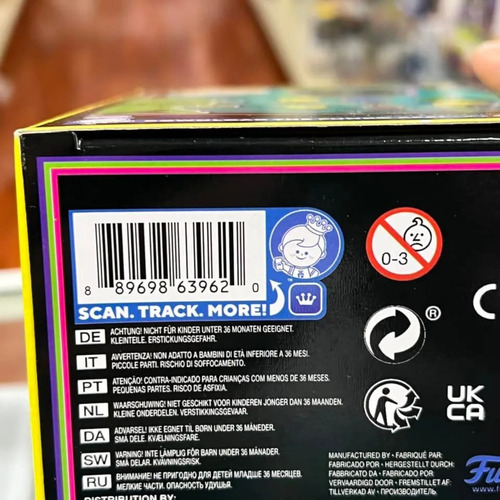 8 89698 63962 0
SCAN. TRACK. MORE!
0-3
®
DE ACHTUNG! NICHT FÜR KINDER UNTER 36 MONATEN GEEIGNET.
KLEINTEILE. ERSTICKUNGSGEFAHR.
IT AVVERTENZA! NON ADATTO A BAMBINI DI ETÀ INFERIORE A 36 MESI.
PICCOLE PARTI. RISCHIO DI SOFFOCAMENTO.
PT ATENÇÃO! CONTRA-INDICADO PARA CRIANÇAS COM MENOS DE 36 MESES.
PEQUENAS PARTES. RISCO DE ASFIXIA.
NL WAARSCHUWING! NIET GESCHIKT VOOR KINDEREN JONGER DAN 36 MAANDEN.
KLEINE ONDERDELEN. VERSTIKKINGSGEVAAR.
DA ADVARSEL! IKKE EGNET TIL BØRN UNDER 36 MÅNEDER.
SMÅ DELE. KVÆLNINGSFARE.
SW VARNING! INTE LÄMPLIG FÖR BARN UNDER 36 MÅNADER.
SMÅ DELAR. KVÄVNINGSRISK.
RU ВНИМАНИЕ! НЕ ПРИГОДНО ДЛЯ ДЕТЕЙ МЛАДШЕ 36 МЕСЯЦЕВ.
МЕЛКИЕ ЧАСТИ. ОПАСНОСТЬ УДУШЬЯ.
UK
CA
MANUFACTURED BY • FABRIQUÉ PAR:
FABRICADO POR • HERGESTELLT DURCH:
FABBRICATO DA • FABRICADO POR:
VERVAARDIGD DOOR • FREMSTILLET AF:
TILLVERKAD AV • ПРОИЗВОДИТЕЛЬ: